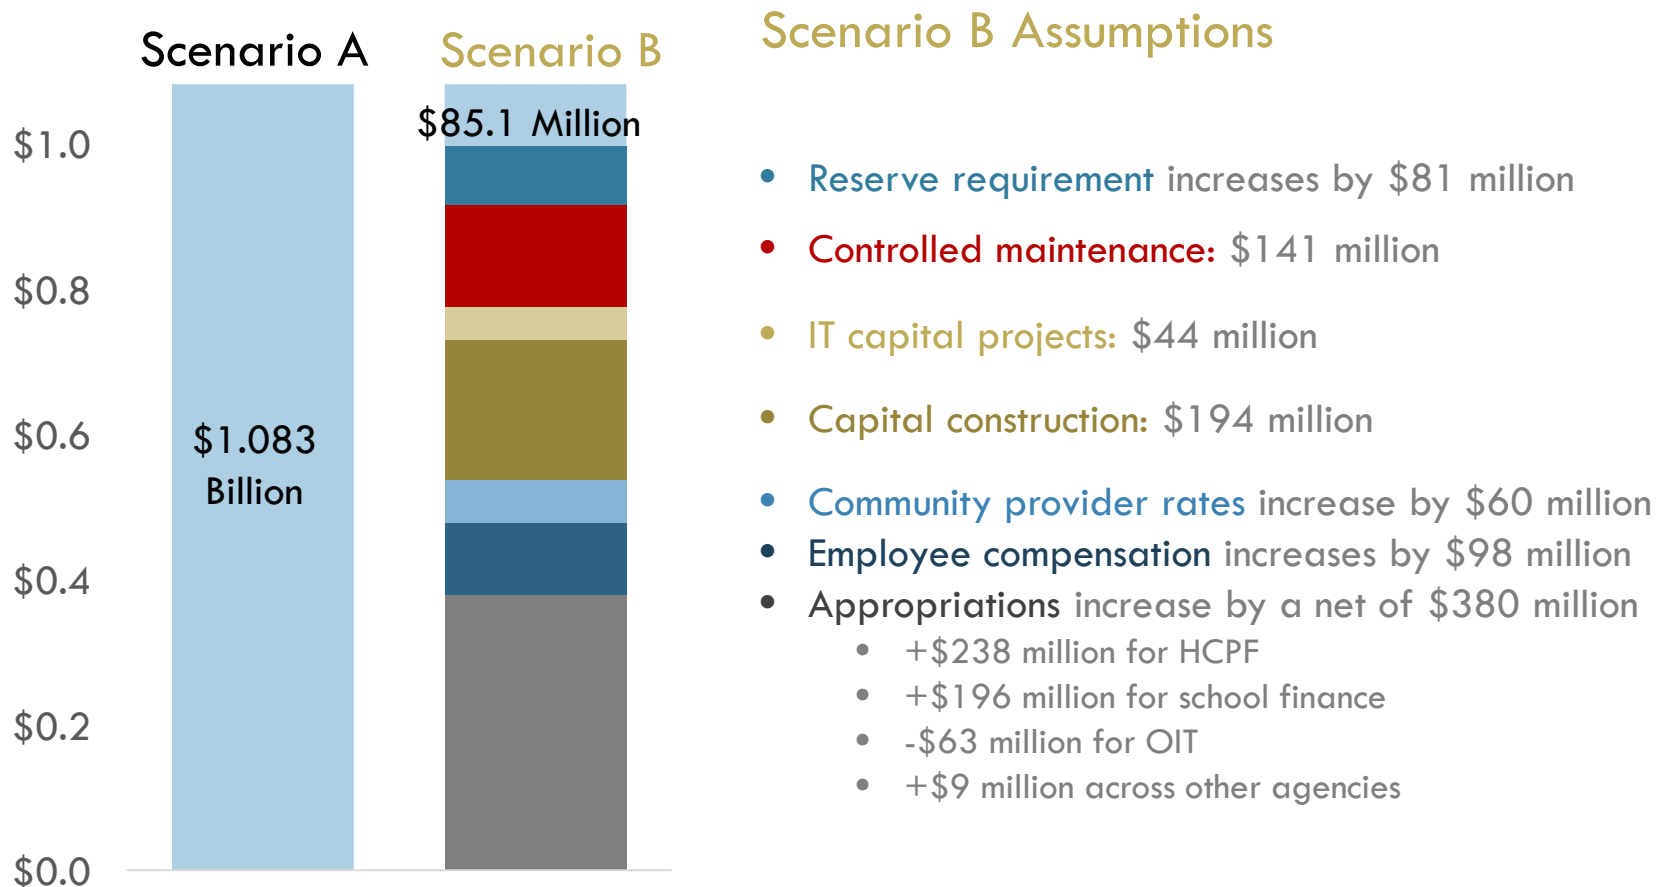 Scenario A
Scenario B
$1.0
$0.8
$0.6
$0.4
$0.2
$0.0
$1.083
Billion
$85.1 Million
Scenario B Assumptions
• Reserve requirement increases by $81 million
• Controlled maintenance: $141 million
• IT capital projects: $44 million
• Capital construction: $194 million
• Community provider rates increase by $60 million
• Employee compensation increases by $98 million
• Appropriations increase by a net of $380 million
• +$238 million for HCPF
• +$196 million for school finance
• -$63 million for OIT
• +$9 million across other agencies